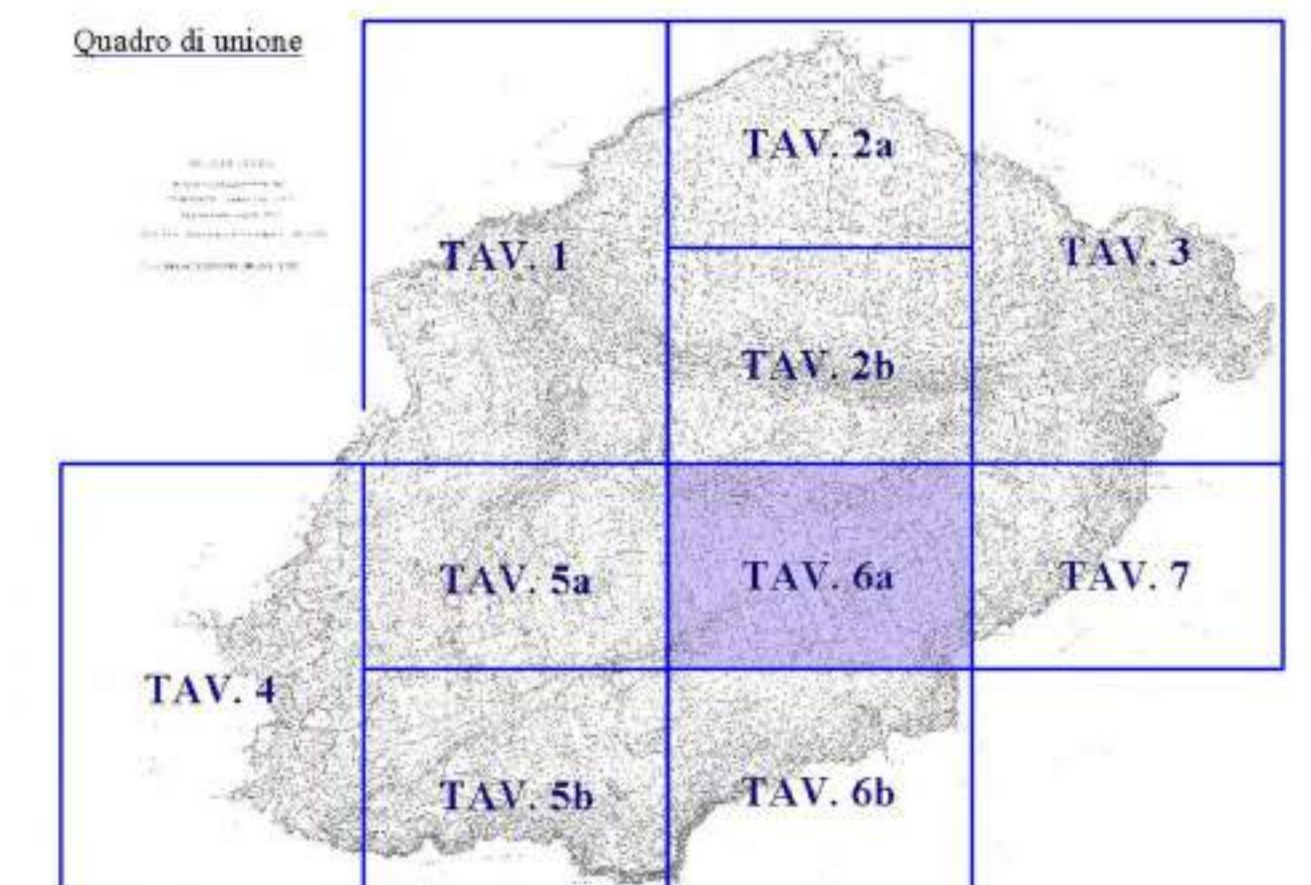 Quadro di unione
TAV. 2a
TAV. 1
TAV. 3
TAV. 2b
TAV. 5a
TAV. 6a
TAV. 7
TAV. 4
TAV. 5b
TAV. 6b